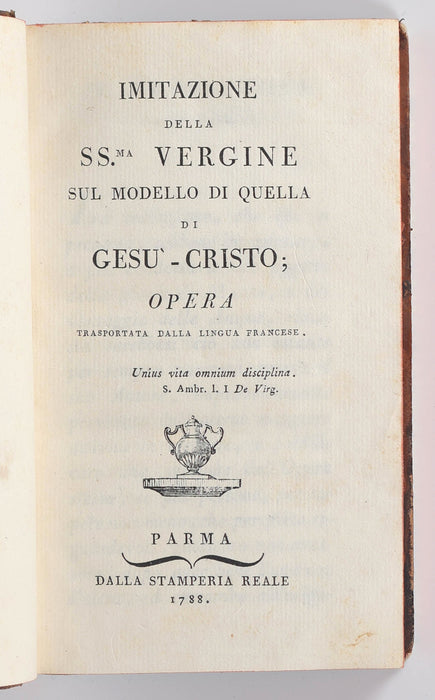 IMITAZIONE
DELLA
SS.MA VERGINE
SUL MODELLO DI QUELLA
DI
GESU`-CRISTO;
OPERA
TRASPORTATA DALLA LINGUA FRANCESE.
Unius vita omnium disciplina.
S. Ambr. l. I De Virg.
PARMA
DALLA STAMPERIA REALE
1788.